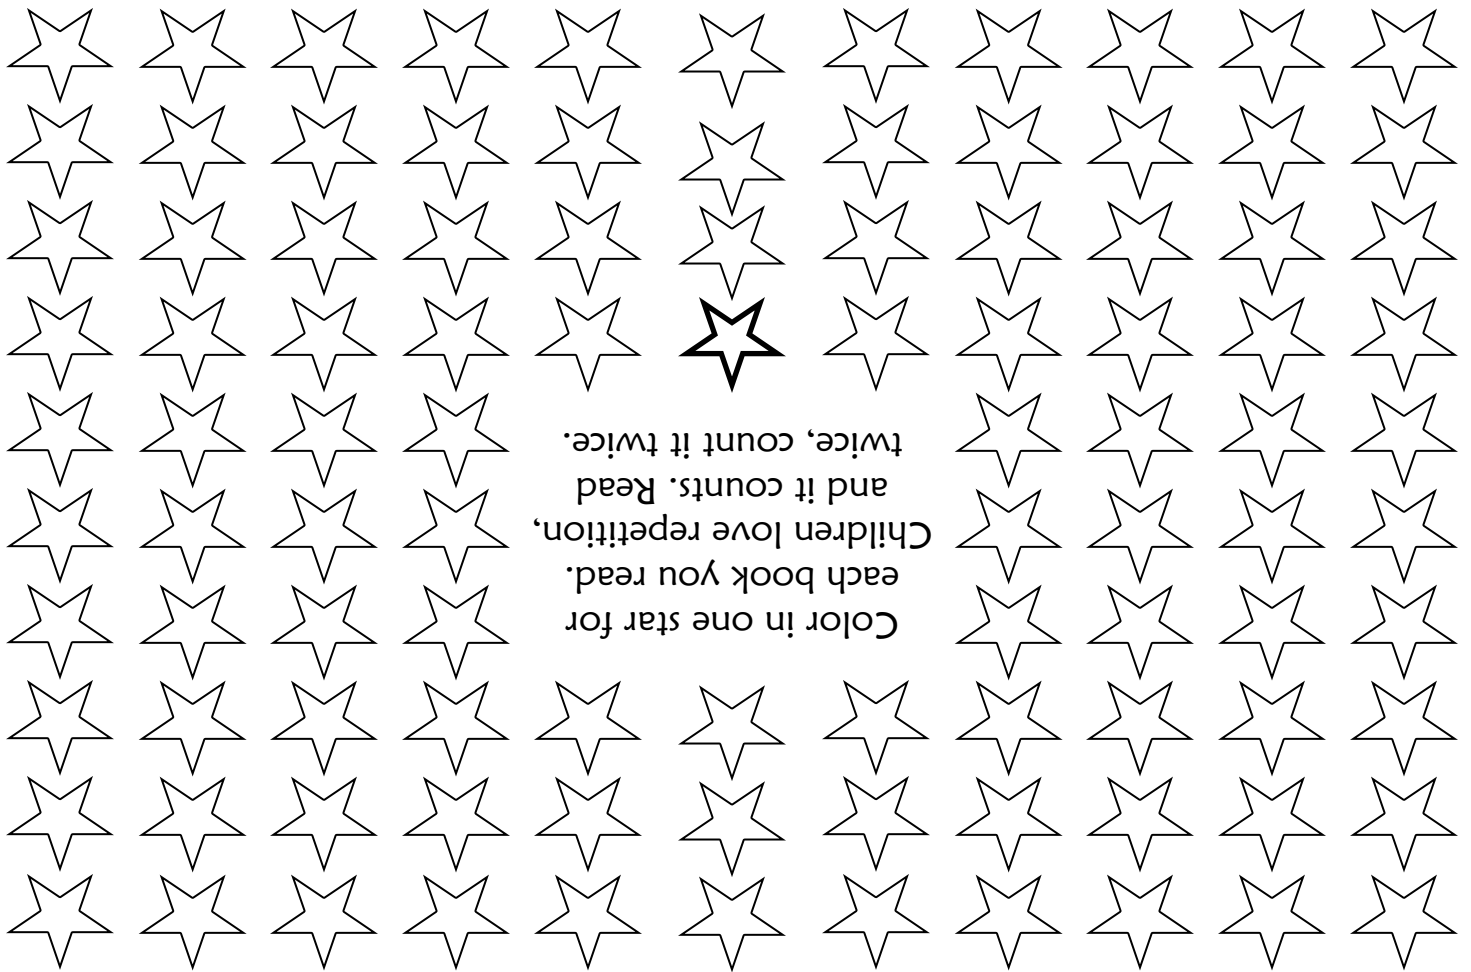 Color in one star for
each book you read.
Children love repetition,
and it counts. Read
twice, count it twice.